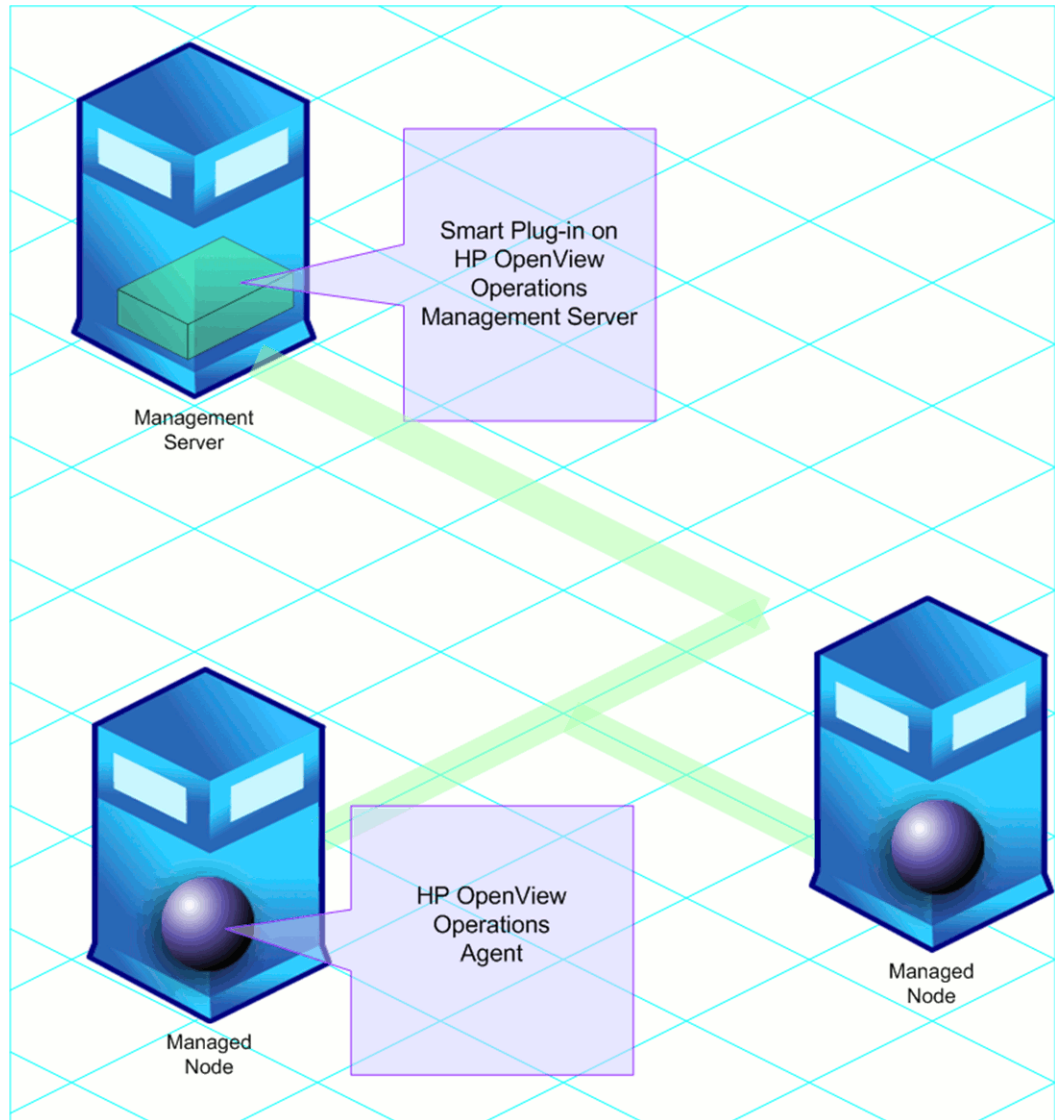 Smart Plug-in on
HP OpenView
Operations
Management Server
Management
Server
HP OpenView
Operations
Agent
Managed
Node
Managed
Node